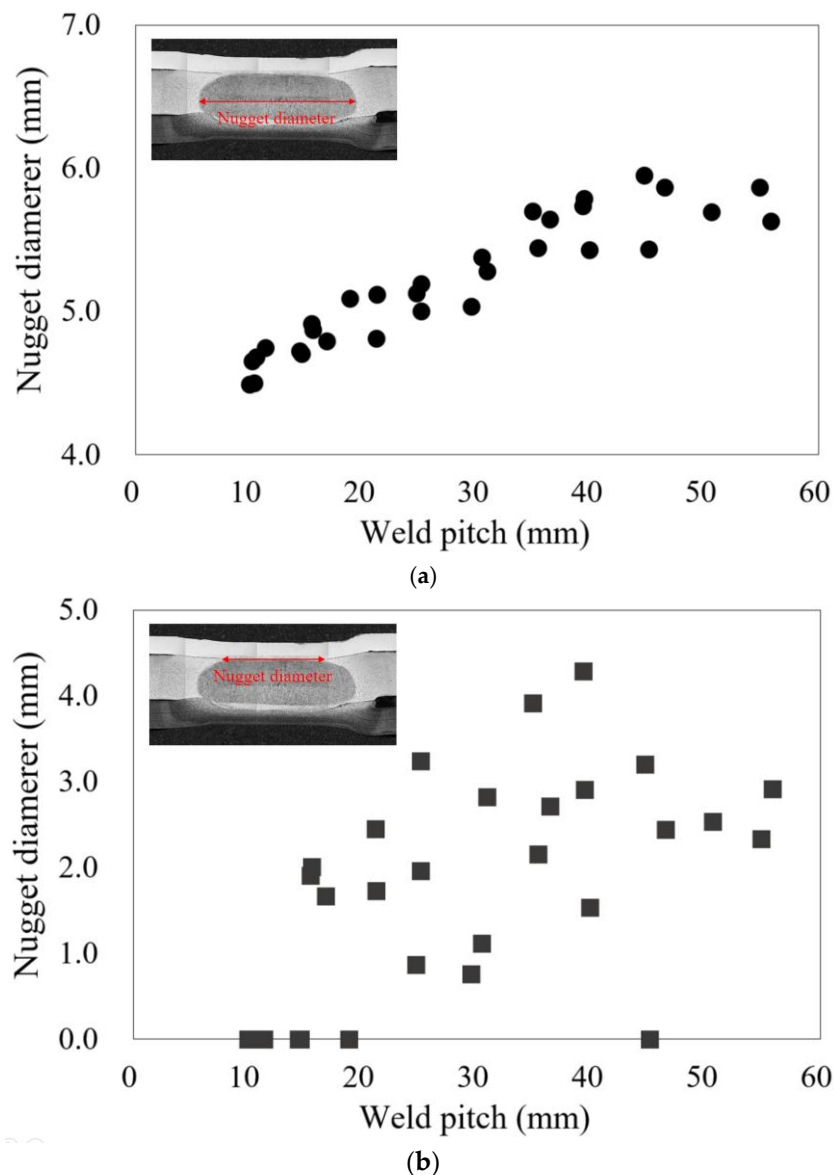 7.0
Nugget diameter
6.0
5.0
4.0
Nugget diamerer (mm)
0 10 20 30 40 50 60
Weld pitch (mm)
(a)
5.0
Nugget diameter
4.0
3.0
2.0
1.0
0.0
Nugget diamerer (mm)
0 10 20 30 40 50 60
Weld pitch (mm)
(b)